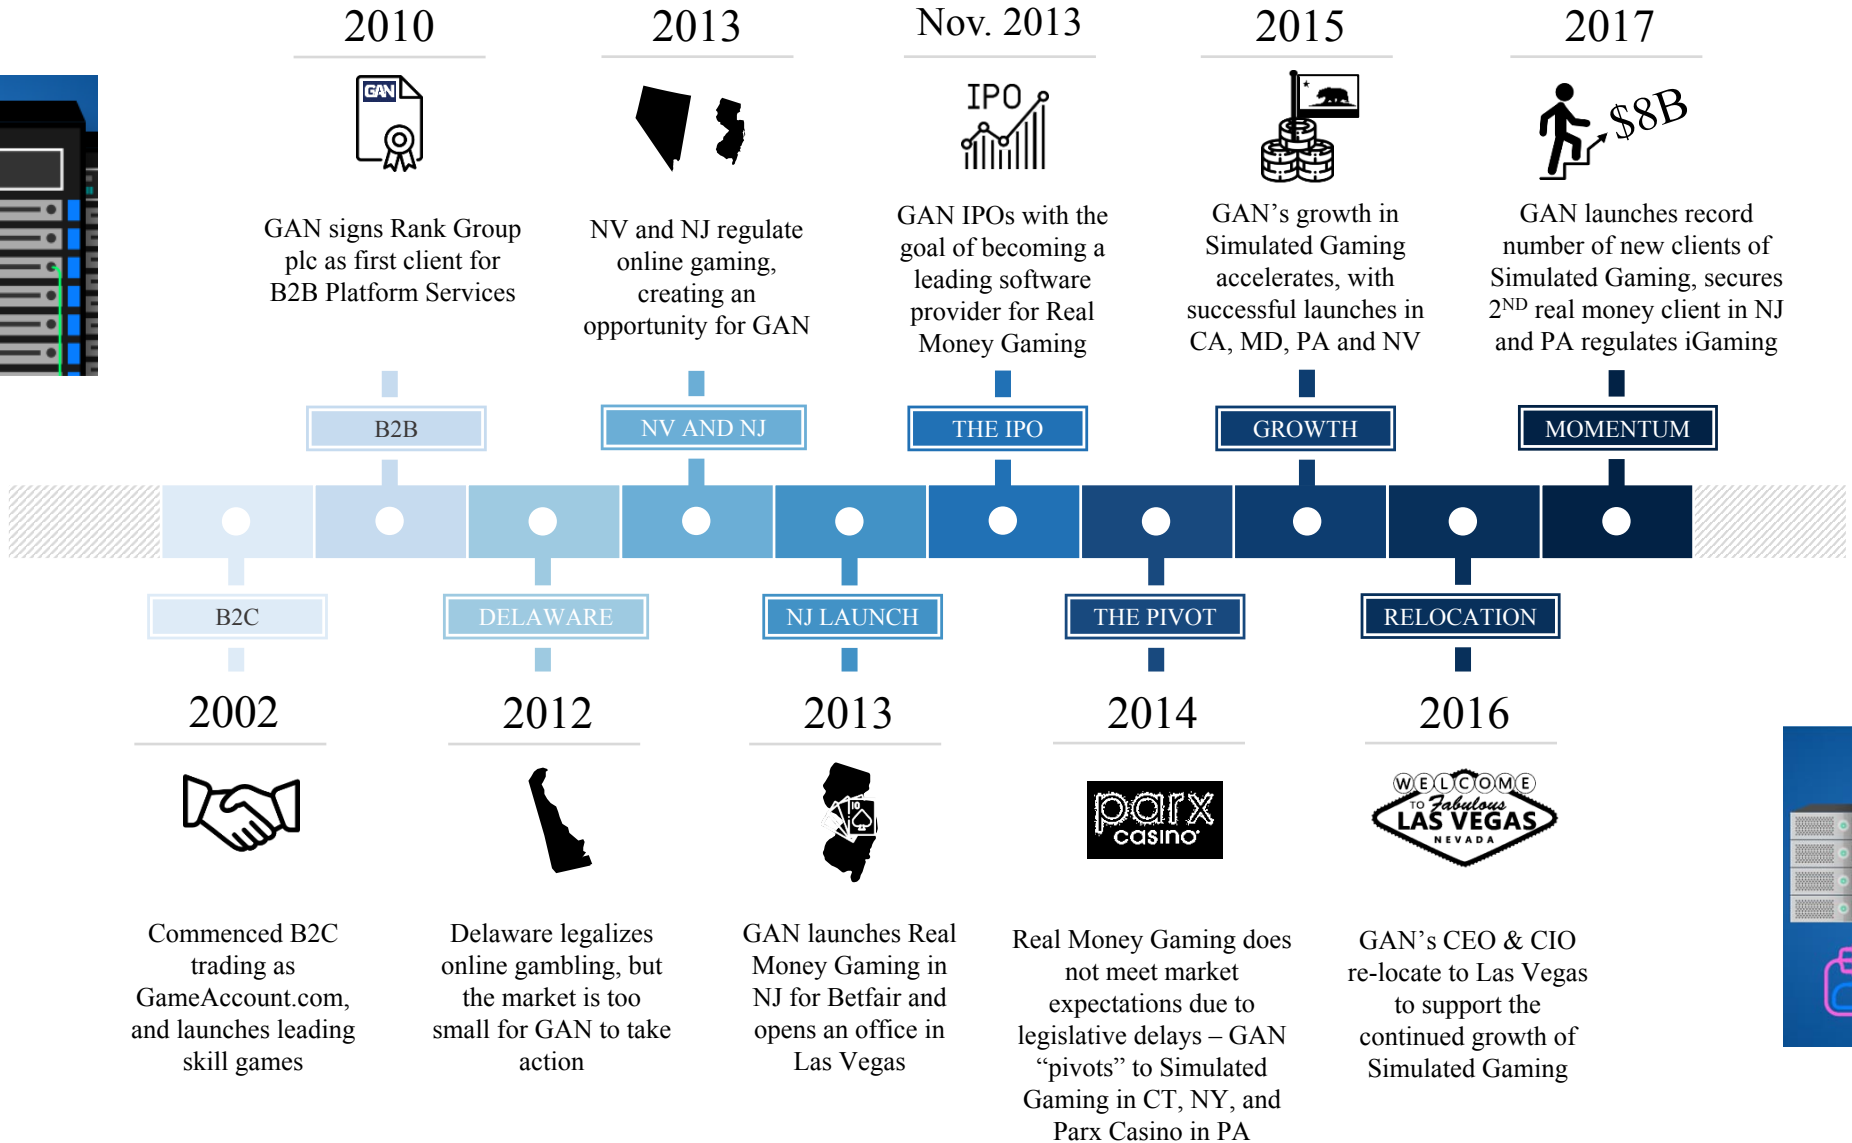 2010
GAN
GAN signs Rank Group
plc as first client for
B2B Platform Services
B2B
2013
NV and NJ regulate
online gaming,
creating an
opportunity for GAN
NV AND NJ
Nov. 2013
IPO
GAN IPOs with the
goal of becoming a
leading software
provider for Real
Money Gaming
THE IPO
2015
GAN’s growth in
Simulated Gaming
accelerates, with
successful launches in
CA, MD, PA and NV
GROWTH
2017
$8B
GAN launches record
number of new clients of
Simulated Gaming, secures
2ND real money client in NJ
and PA regulates iGaming
MOMENTUM
B2C
2002
Commenced B2C
trading as
GameAccount.com,
and launches leading
skill games
DELAWARE
2012
Delaware legalizes
online gambling, but
the market is too
small for GAN to take
action
NJ LAUNCH
2013
10
GAN launches Real
Money Gaming in
NJ for Betfair and
opens an office in
Las Vegas
THE PIVOT
2014
parx
casino
Real Money Gaming does
not meet market
expectations due to
legislative delays – GAN
“pivots” to Simulated
Gaming in CT, NY, and
Parx Casino in PA
RELOCATION
2016
WELCOME
TO Fabulous
LAS VEGAS
NEVADA
GAN’s CEO & CIO
re-locate to Las Vegas
to support the
continued growth of
Simulated Gaming